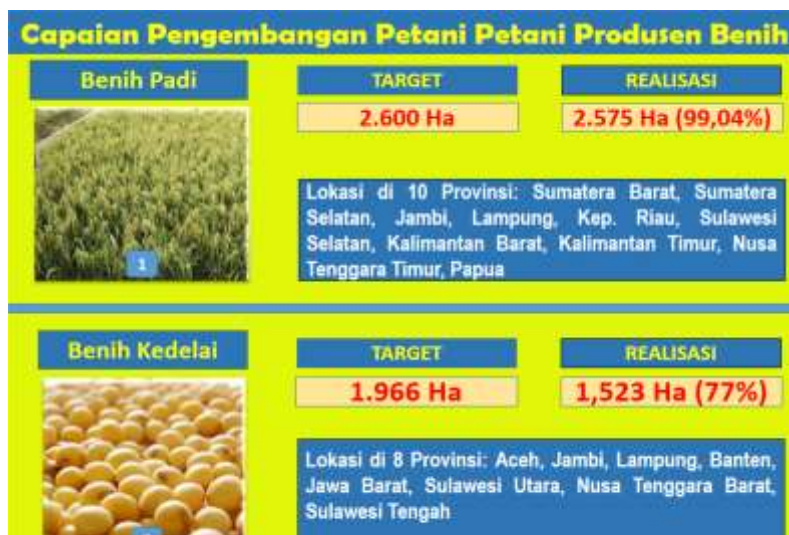 Capaian Pengembangan Petani Petani Produsen Benih
Benih Padi
TARGET
REALISASI
2.600 Ha
2.575 Ha (99,04%)
Lokasi di 10 Provinsi: Sumatera Barat, Sumatera
Selatan, Jambi, Lampung, Kep. Riau, Sulawesi
Selatan, Kalimantan Barat, Kalimantan Timur, Nusa
Tenggara Timur, Papua
1
Benih Kedelai
TARGET
REALISASI
1.966 Ha
1,523 Ha (77%)
Lokasi di 8 Provinsi: Aceh, Jambi, Lampung, Banten,
Jawa Barat, Sulawesi Utara, Nusa Tenggara Barat,
Sulawesi Tengah